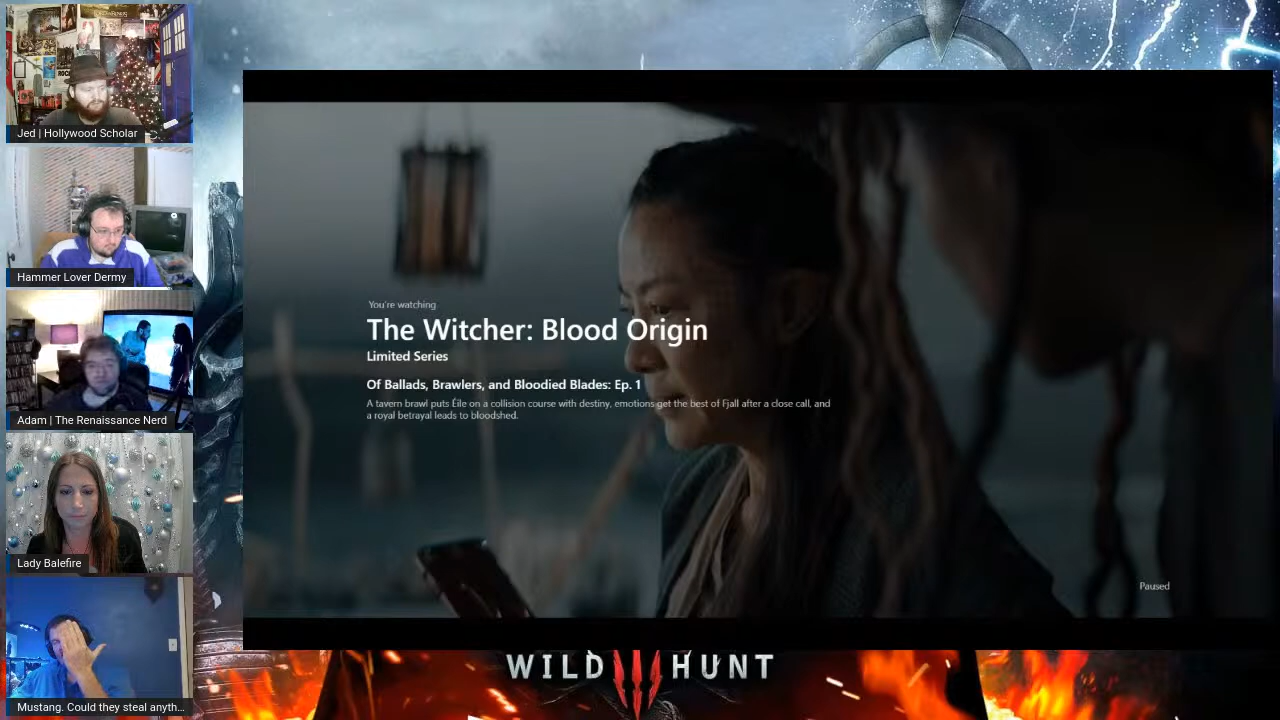 Jed | Hollywood Scholar
Hammer Lover Dermy
Adam | The Renaissance Nerd
Lady Balefire
Mustang. Could they steal anyth...
You're watching
The Witcher: Blood Origin
Limited Series
Of Ballads, Brawlers, and Bloodied Blades: Ep. 1
A tavern brawl puts Éile on a collision course with destiny, emotions get the best of Fjall after a close call, and
a royal betrayal leads to bloodshed.
Paused
WILD HUNT